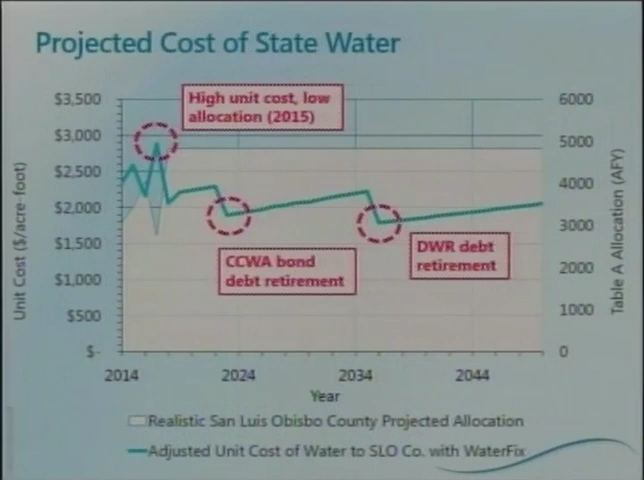 Projected Cost of State Water
High unit cost, low
allocation (2015)
$3,500
$3,000
$2,500
$2,000
$1,500
$1,000
$500
$-
6000
5000
4000
3000
2000
1000
0
Unit Cost ($/acre-foot)
Table A Allocation (AFY)
CCWA bond
debt retirement
DWR debt
retirement
2014
2024
2034
2044
Year
Realistic San Luis Obisbo County Projected Allocation
Adjusted Unit Cost of Water to SLO Co. with WaterFix